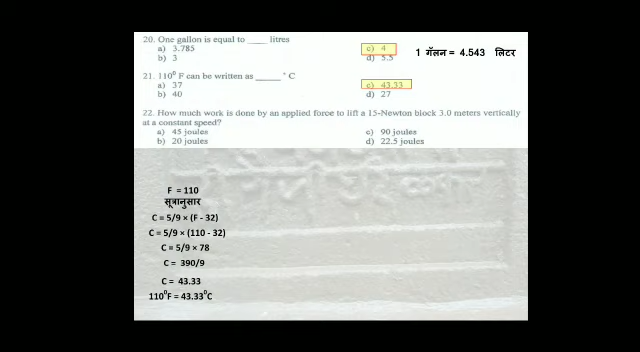 20. One gallon is equal to ____ litres
a) 3.785 c) 4
b) 3 d) 5.5
1 गॅलन = 4.543 लिटर
21. 110⁰ F can be written as _____ ° C
a) 37 c) 43.33
b) 40 d) 27
22. How much work is done by an applied force to lift a 15-Newton block 3.0 meters vertically
at a constant speed?
a) 45 joules c) 90 joules
b) 20 joules d) 22.5 joules
F = 110
सूत्रानुसार
C = 5/9 × (F - 32)
C = 5/9 × (110 - 32)
C = 5/9 × 78
C = 390/9
C = 43.33
110⁰F = 43.33⁰C